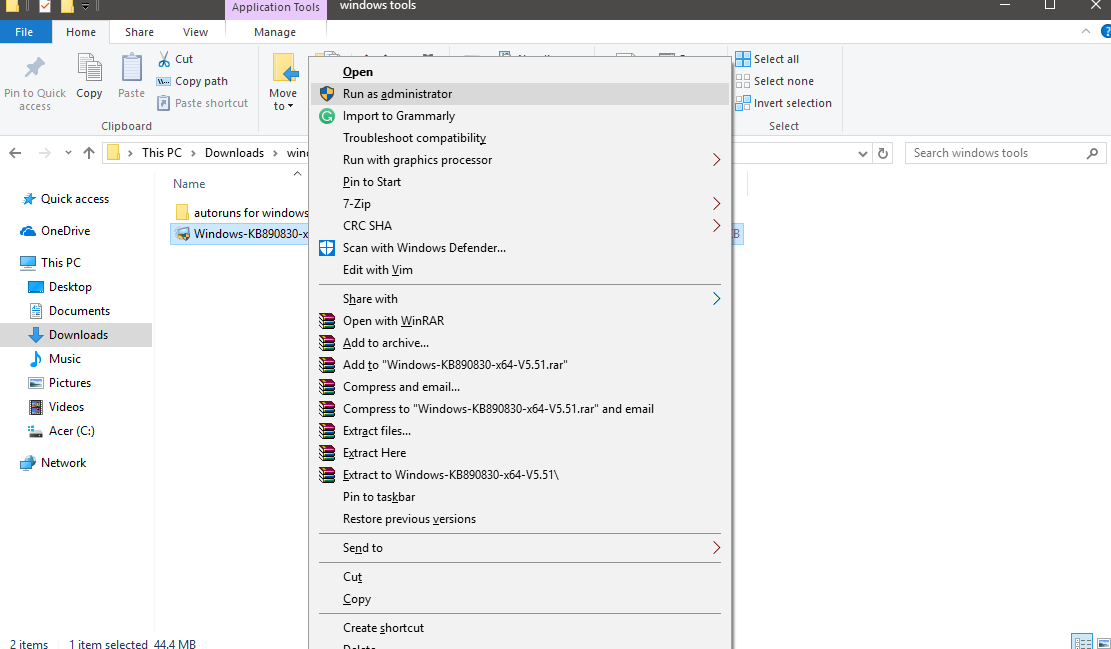 Application Tools
windows tools
File
Home
Share
View
Manage
Pin to Quick access
Copy
Paste
Cut
Copy path
Paste shortcut
Clipboard
Move to
Select all
Select none
Invert selection
Select
This PC
Downloads
Search windows tools
Name
autoruns for windows
Windows-KB890830-x
Quick access
OneDrive
This PC
Desktop
Documents
Downloads
Music
Pictures
Videos
Acer (C:)
Network
Open
Run as administrator
Import to Grammarly
Troubleshoot compatibility
Run with graphics processor
Pin to Start
7-Zip
CRC SHA
Scan with Windows Defender...
Edit with Vim
Share with
Open with WinRAR
Add to archive...
Add to "Windows-KB890830-x64-V5.51.rar"
Compress and email...
Compress to "Windows-KB890830-x64-V5.51.rar" and email
Extract files...
Extract Here
Extract to Windows-KB890830-x64-V5.51\
Pin to taskbar
Restore previous versions
Send to
Cut
Copy
Create shortcut
Delete
2 items
1 item selected 44.4 MB